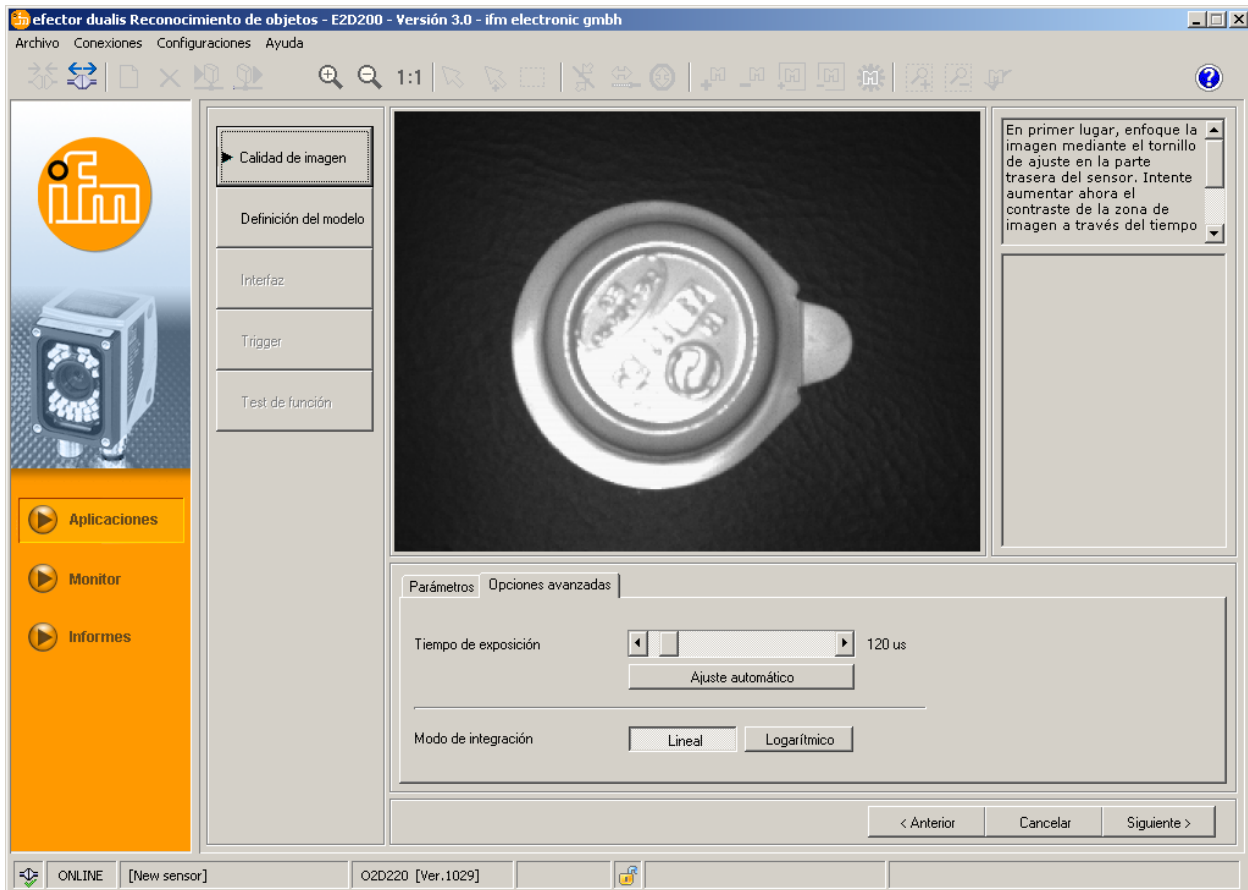 efector dualis Reconocimiento de objetos - E2D200 - Versión 3.0 - ifm electronic gmbh
Archivo Conexiones Configuraciones Ayuda
1:1
ifm
Calidad de imagen
Definición del modelo
Interfaz
Trigger
Test de función
En primer lugar, enfoque la
imagen mediante el tornillo
de ajuste en la parte
trasera del sensor. Intente
aumentar ahora el
contraste de la zona de
imagen a través del tiempo
Aplicaciones
Monitor
Informes
Parámetros Opciones avanzadas
Tiempo de exposición 120 us
Ajuste automático
Modo de integración Lineal Logarítmico
< Anterior Cancelar Siguiente >
ONLINE [New sensor] O2D220 [Ver.1029]